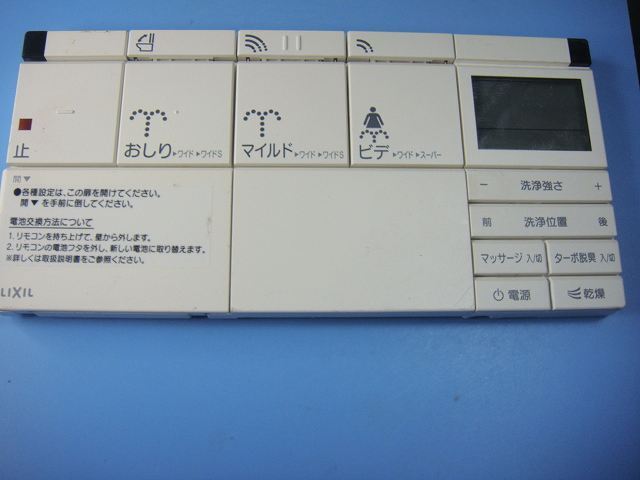 止
おしり ▶ワイド ▶ワイドS
マイルド ▶ワイド ▶ワイドS
ビデ ▶ワイド ▶スーパー
開 ▼
●各種設定は、この扉を開けてください。
開 ▼ を手前に倒してください。
電池交換方法について
1. リモコンを持ち上げて、壁から外します。
2. リモコンの電池フタを外し、新しい電池に取り替えます。
※詳しくは取扱説明書をご参照ください。
LIXIL
− 洗浄強さ +
前 洗浄位置 後
マッサージ 入/切
ターボ脱臭 入/切
電源
乾燥